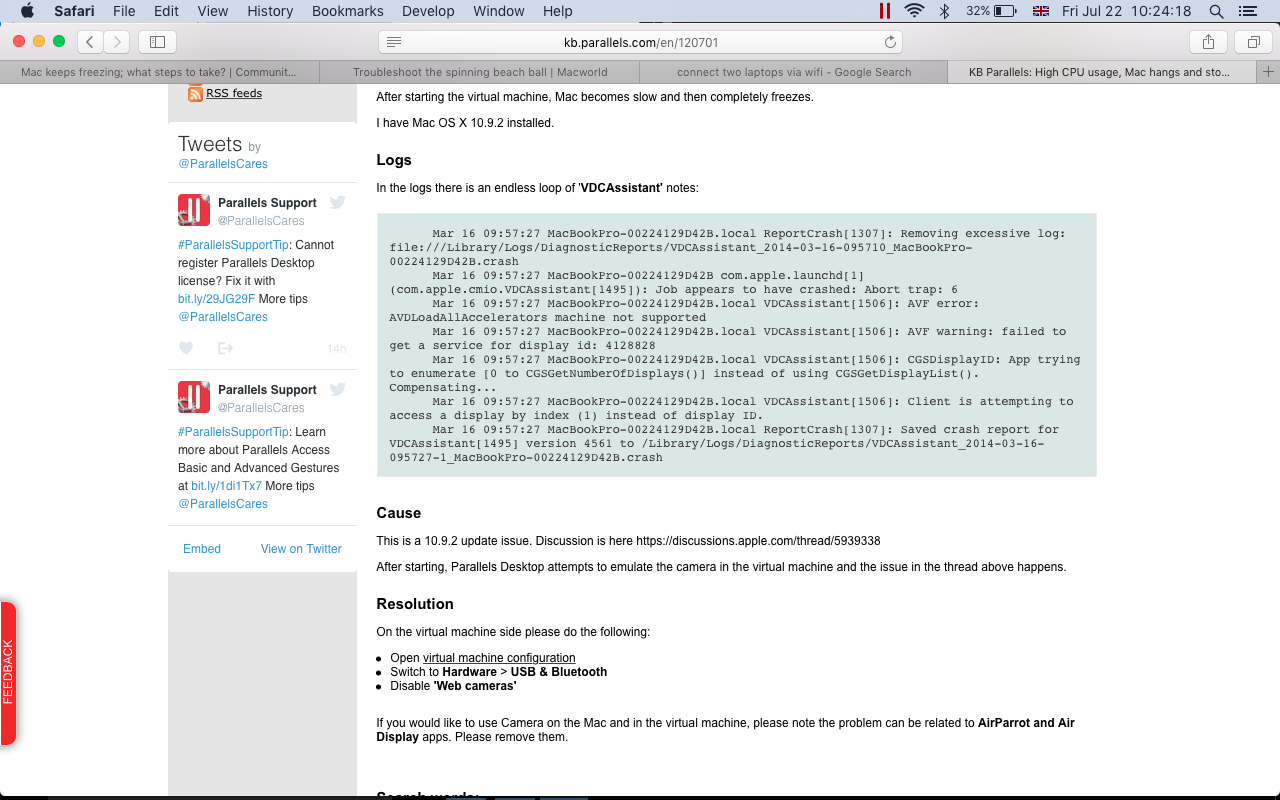 Safari File Edit View History Bookmarks Develop Window Help 32% Fri Jul 22 10:24:18
kb.parallels.com/en/120701
Mac keeps freezing; what steps to take? | Communit... Troubleshoot the spinning beach ball | Macworld connect two laptops via wifi - Google Search KB Parallels: High CPU usage, Mac hangs and sto...
RSS feeds
Tweets by
@ParallelsCares
Parallels Support
@ParallelsCares
#ParallelsSupportTip: Cannot
register Parallels Desktop
license? Fix it with
bit.ly/29JG29F More tips
@ParallelsCares
14h
Parallels Support
@ParallelsCares
#ParallelsSupportTip: Learn
more about Parallels Access
Basic and Advanced Gestures
at bit.ly/1di1Tx7 More tips
@ParallelsCares
Embed View on Twitter
FEEDBACK
After starting the virtual machine, Mac becomes slow and then completely freezes.
I have Mac OS X 10.9.2 installed.
Logs
In the logs there is an endless loop of 'VDCAssistant' notes:
Mar 16 09:57:27 MacBookPro-00224129D42B.local ReportCrash[1307]: Removing excessive log:
file:///Library/Logs/DiagnosticReports/VDCAssistant_2014-03-16-095710_MacBookPro-
00224129D42B.crash
Mar 16 09:57:27 MacBookPro-00224129D42B com.apple.launchd[1]
(com.apple.cmio.VDCAssistant[1495]): Job appears to have crashed: Abort trap: 6
Mar 16 09:57:27 MacBookPro-00224129D42B.local VDCAssistant[1506]: AVF error:
AVDLoadAllAccelerators machine not supported
Mar 16 09:57:27 MacBookPro-00224129D42B.local VDCAssistant[1506]: AVF warning: failed to
get a service for display id: 4128828
Mar 16 09:57:27 MacBookPro-00224129D42B.local VDCAssistant[1506]: CGSDisplayID: App trying
to enumerate [0 to CGSGetNumberOfDisplays()] instead of using CGSGetDisplayList().
Compensating...
Mar 16 09:57:27 MacBookPro-00224129D42B.local VDCAssistant[1506]: Client is attempting to
access a display by index (1) instead of display ID.
Mar 16 09:57:27 MacBookPro-00224129D42B.local ReportCrash[1307]: Saved crash report for
VDCAssistant[1495] version 4561 to /Library/Logs/DiagnosticReports/VDCAssistant_2014-03-16-
095727-1_MacBookPro-00224129D42B.crash
Cause
This is a 10.9.2 update issue. Discussion is here https://discussions.apple.com/thread/5939338
After starting, Parallels Desktop attempts to emulate the camera in the virtual machine and the issue in the thread above happens.
Resolution
On the virtual machine side please do the following:
Open virtual machine configuration
Switch to Hardware > USB & Bluetooth
Disable 'Web cameras'
If you would like to use Camera on the Mac and in the virtual machine, please note the problem can be related to AirParrot and Air
Display apps. Please remove them.
Search words: